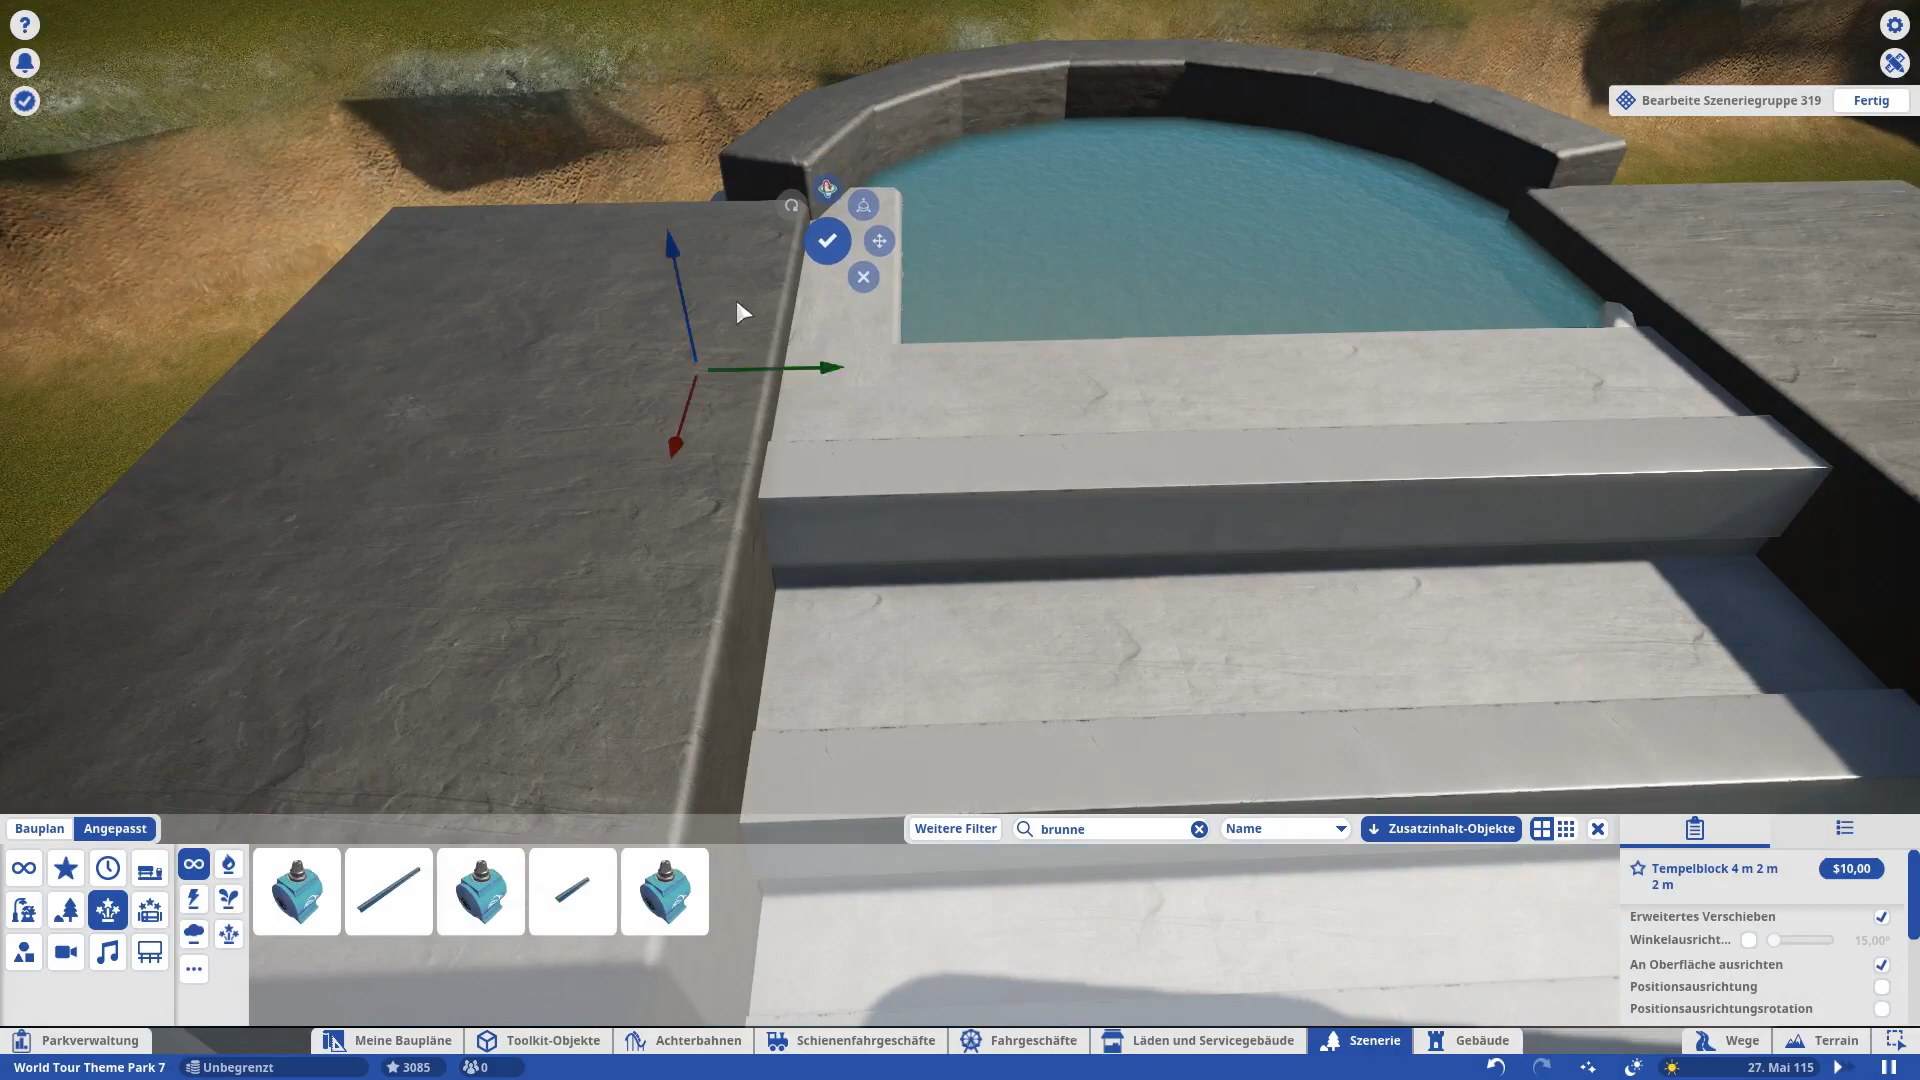 Bearbeite Szeneriegruppe 319
Fertig
Bauplan
Angepasst
Weitere Filter
brunne
Name
Zusatzinhalt-Objekte
Tempelblock 4 m 2 m
2 m
$10,00
Erweitertes Verschieben
Winkelausricht...
15,00°
An Oberfläche ausrichten
Positionsausrichtung
Positionsausrichtungsrotation
Parkverwaltung
Meine Baupläne
Toolkit-Objekte
Achterbahnen
Schienenfahrgeschäfte
Fahrgeschäfte
Läden und Servicegebäude
Szenerie
Gebäude
Wege
Terrain
World Tour Theme Park 7
Unbegrenzt
3085
0
27. Mai 115